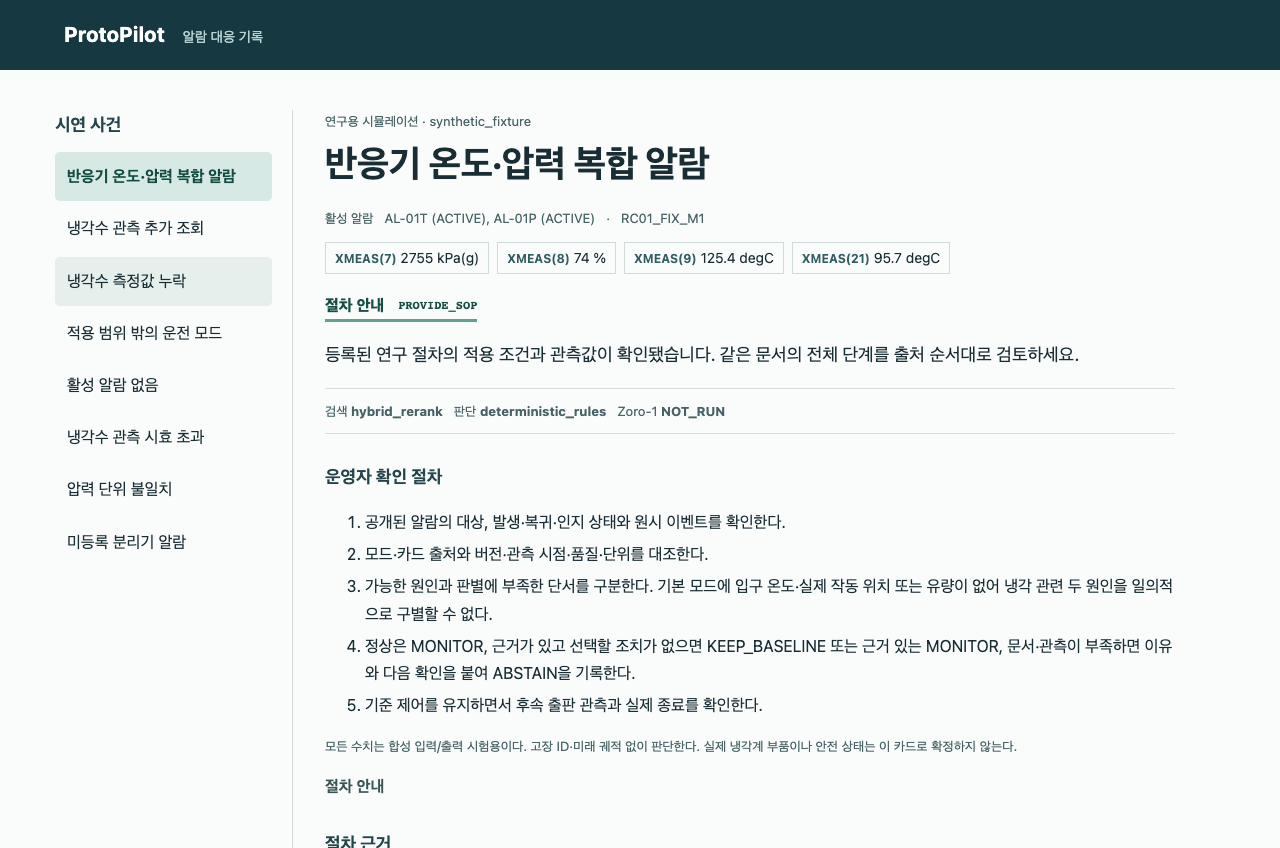 ProtoPilot 알람 대응 기록
시연 사건
반응기 온도·압력 복합 알람
냉각수 관측 추가 조회
냉각수 측정값 누락
적용 범위 밖의 운전 모드
활성 알람 없음
냉각수 관측 시효 초과
압력 단위 불일치
미등록 분리기 알람
연구용 시뮬레이션 · synthetic_fixture
반응기 온도·압력 복합 알람
활성 알람 AL-01T (ACTIVE), AL-01P (ACTIVE) · RC01_FIX_M1
XMEAS(7) 2755 kPa(g) XMEAS(8) 74 % XMEAS(9) 125.4 degC XMEAS(21) 95.7 degC
절차 안내 PROVIDE_SOP
등록된 연구 절차의 적용 조건과 관측값이 확인됐습니다. 같은 문서의 전체 단계를 출처 순서대로 검토하세요.
검색 hybrid_rerank 판단 deterministic_rules Zoro-1 NOT_RUN
운영자 확인 절차
1. 공개된 알람의 대상, 발생·복귀·인지 상태와 원시 이벤트를 확인한다.
2. 모드·카드 출처와 버전·관측 시점·품질·단위를 대조한다.
3. 가능한 원인과 판별에 부족한 단서를 구분한다. 기본 모드에 입구 온도·실제 작동 위치 또는 유량이 없어 냉각 관련 두 원인을 일의적
으로 구별할 수 없다.
4. 정상은 MONITOR, 근거가 있고 선택할 조치가 없으면 KEEP_BASELINE 또는 근거 있는 MONITOR, 문서·관측이 부족하면 이유
와 다음 확인을 붙여 ABSTAIN을 기록한다.
5. 기준 제어를 유지하면서 후속 출판 관측과 실제 종료를 확인한다.
모든 수치는 합성 입력/출력 시험용이다. 고장 ID·미래 궤적 없이 판단한다. 실제 냉각계 부품이나 안전 상태는 이 카드로 확정하지 않는다.
절차 안내
절차 근거